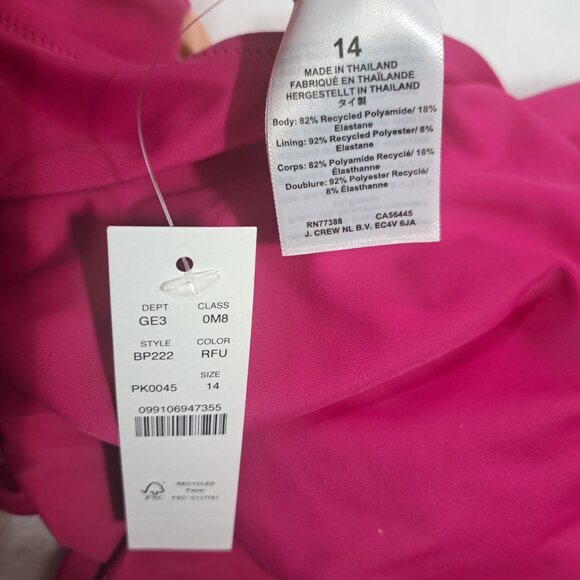 14
MADE IN THAILAND
FABRIQUÉ EN THAÏLANDE
HERGESTELLT IN THAILAND
タイ製
Body: 82% Recycled Polyamide/ 18%
Elastane
Lining: 92% Recycled Polyester/ 8%
Elastane
Corps: 82% Polyamide Recyclé/ 18%
Élasthanne
Doublure: 92% Polyester Recyclé/
8% Élasthanne
RN77388 CA56445
J. CREW NL B.V. EC4V 6JA
DEPT CLASS
GE3 0M8
STYLE COLOR
BP222 RFU
SIZE
PK0045 14
099106947355
FSC
RECYCLED
Paper
FSC® C117751